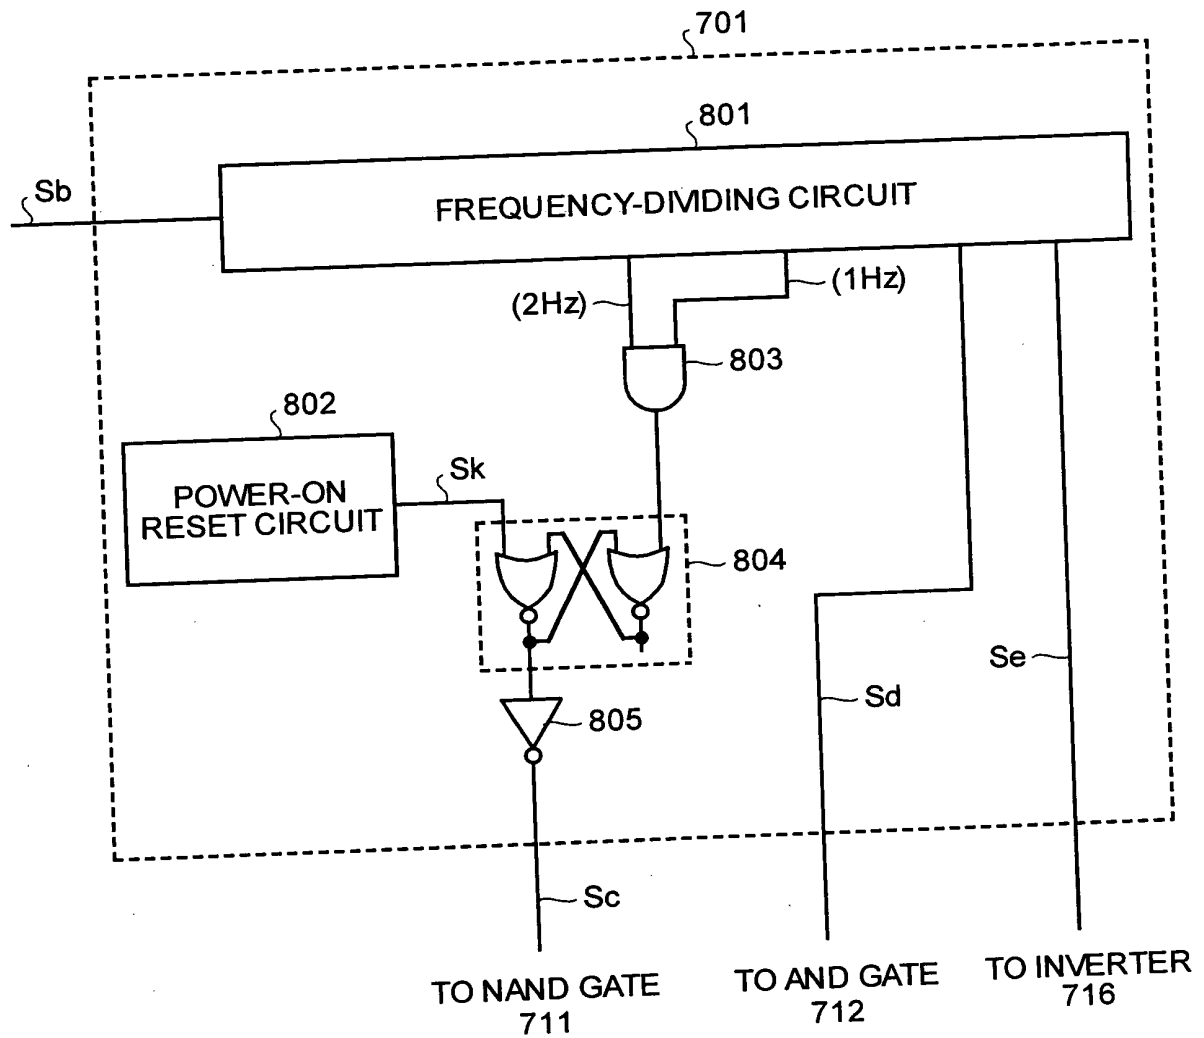 701
801
Sb
FREQUENCY-DIVIDING CIRCUIT
(2Hz)
(1Hz)
803
802
POWER-ON
RESET CIRCUIT
Sk
804
805
Sd
Se
Sc
TO NAND GATE
711
TO AND GATE
712
TO INVERTER
716